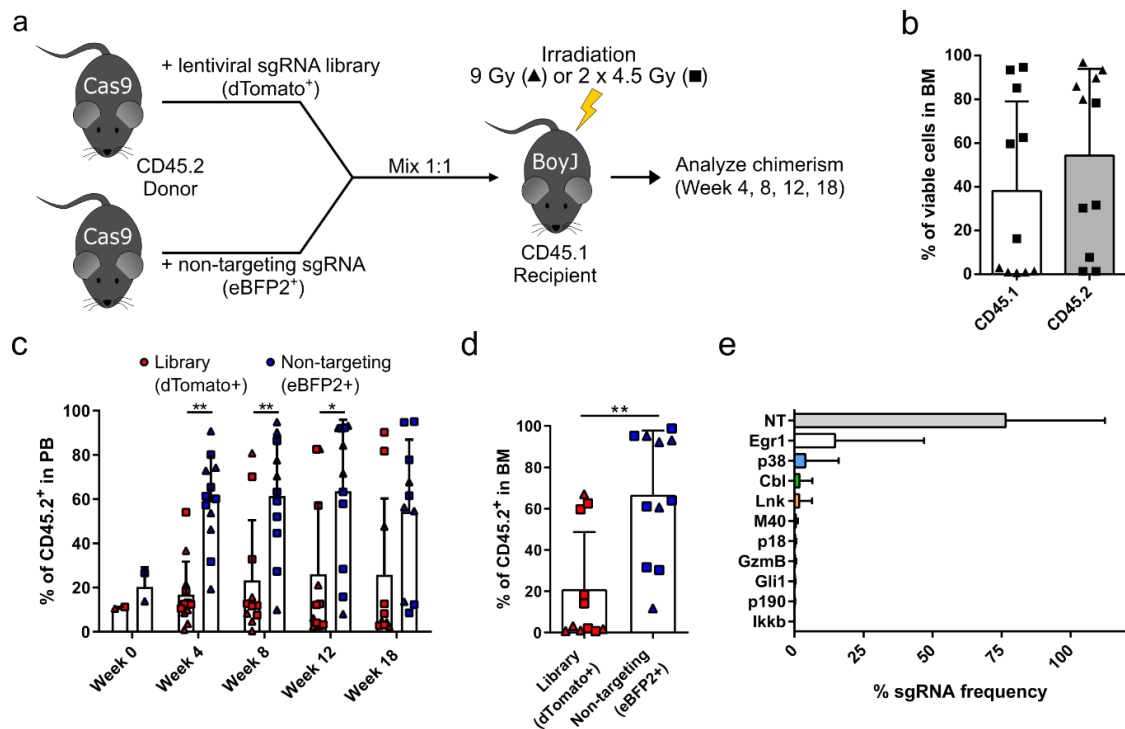 a
Cas9
+ lentiviral sgRNA library
(dTomato⁺)
CD45.2
Donor
Cas9
+ non-targeting sgRNA
(eBFP2⁺)
Mix 1:1
Irradiation
9 Gy (▲) or 2 x 4.5 Gy (■)
BoyJ
CD45.1
Recipient
Analyze chimerism
(Week 4, 8, 12, 18)
b
% of viable cells in BM
100
80
60
40
20
0
CD45.1
CD45.2
c
Library
(dTomato+)
Non-targeting
(eBFP2+)
% of CD45.2⁺ in PB
100
80
60
40
20
0
**
**
*
Week 0
Week 4
Week 8
Week 12
Week 18
d
% of CD45.2⁺ in BM
100
80
60
40
20
0
**
Library
(dTomato+)
Non-targeting
(eBFP2+)
e
NT
Egr1
p38
Cbl
Lnk
M40
p18
GzmB
Gli1
p190
Ikkb
0
25
50
75
100
% sgRNA frequency